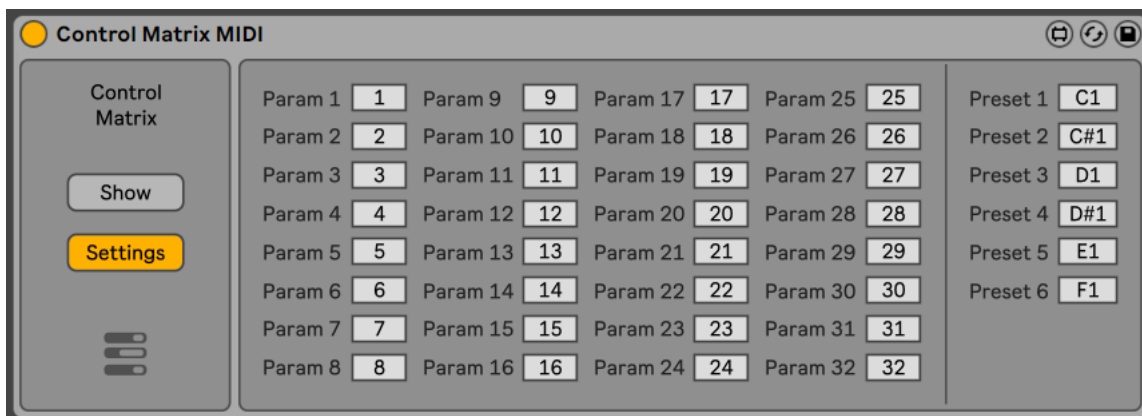 Control Matrix MIDI
Control
Matrix
Show
Settings
Param 1 1 Param 9 9 Param 17 17 Param 25 25 Preset 1 C1
Param 2 2 Param 10 10 Param 18 18 Param 26 26 Preset 2 C#1
Param 3 3 Param 11 11 Param 19 19 Param 27 27 Preset 3 D1
Param 4 4 Param 12 12 Param 20 20 Param 28 28 Preset 4 D#1
Param 5 5 Param 13 13 Param 21 21 Param 29 29 Preset 5 E1
Param 6 6 Param 14 14 Param 22 22 Param 30 30 Preset 6 F1
Param 7 7 Param 15 15 Param 23 23 Param 31 31
Param 8 8 Param 16 16 Param 24 24 Param 32 32